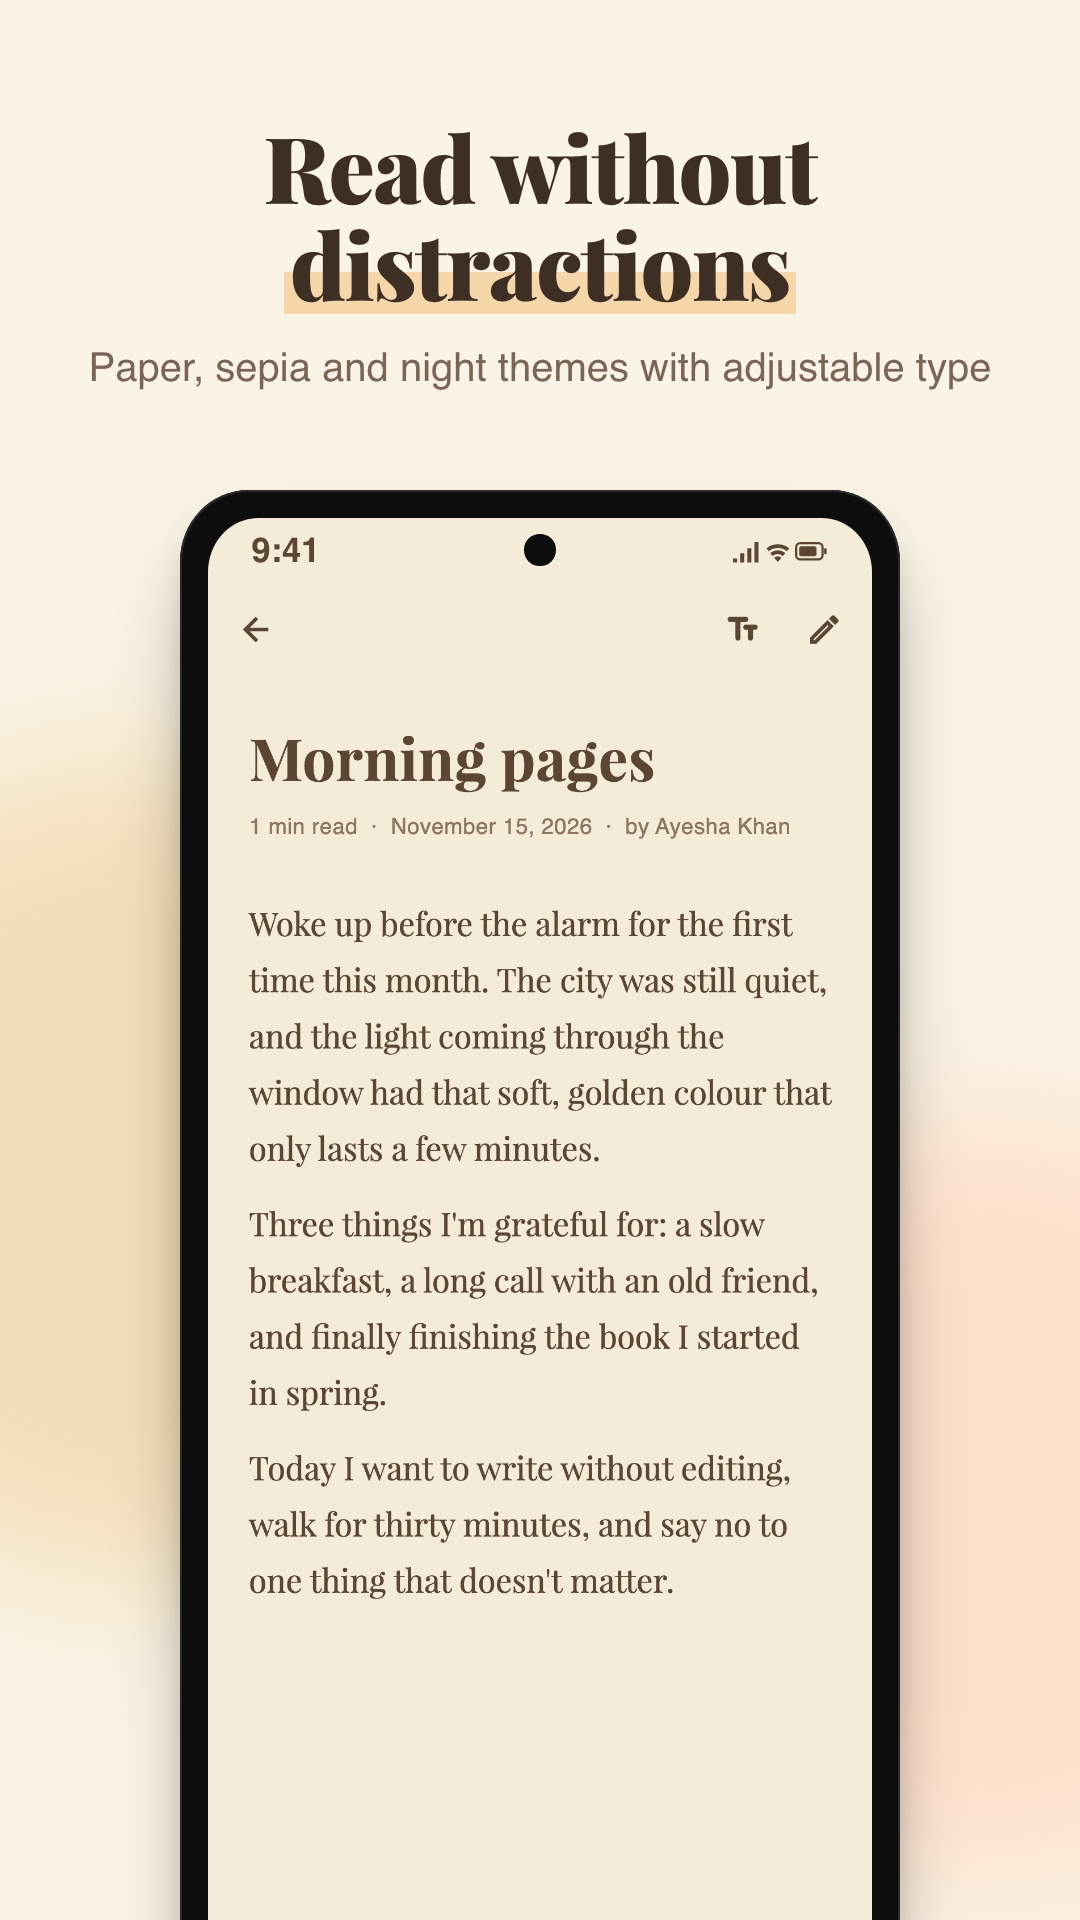 Read without
distractions
Paper, sepia and night themes with adjustable type
9:41
Morning pages
1 min read · November 15, 2026 · by Ayesha Khan
Woke up before the alarm for the first
time this month. The city was still quiet,
and the light coming through the
window had that soft, golden colour that
only lasts a few minutes.
Three things I'm grateful for: a slow
breakfast, a long call with an old friend,
and finally finishing the book I started
in spring.
Today I want to write without editing,
walk for thirty minutes, and say no to
one thing that doesn't matter.